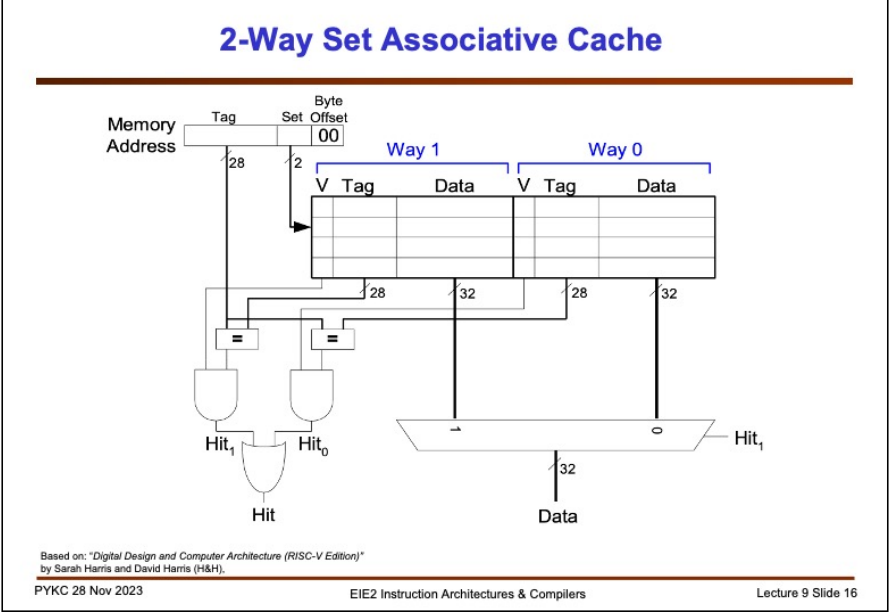 2-Way Set Associative Cache
Byte
Tag Set Offset
Memory Address
00
28 2
Way 1 Way 0
V Tag Data V Tag Data
28 32 28 32
= =
1 0
Hit1 Hit0 Hit1
32
Hit Data
Based on: "Digital Design and Computer Architecture (RISC-V Edition)"
by Sarah Harris and David Harris (H&H),
PYKC 28 Nov 2023 EIE2 Instruction Architectures & Compilers Lecture 9 Slide 16